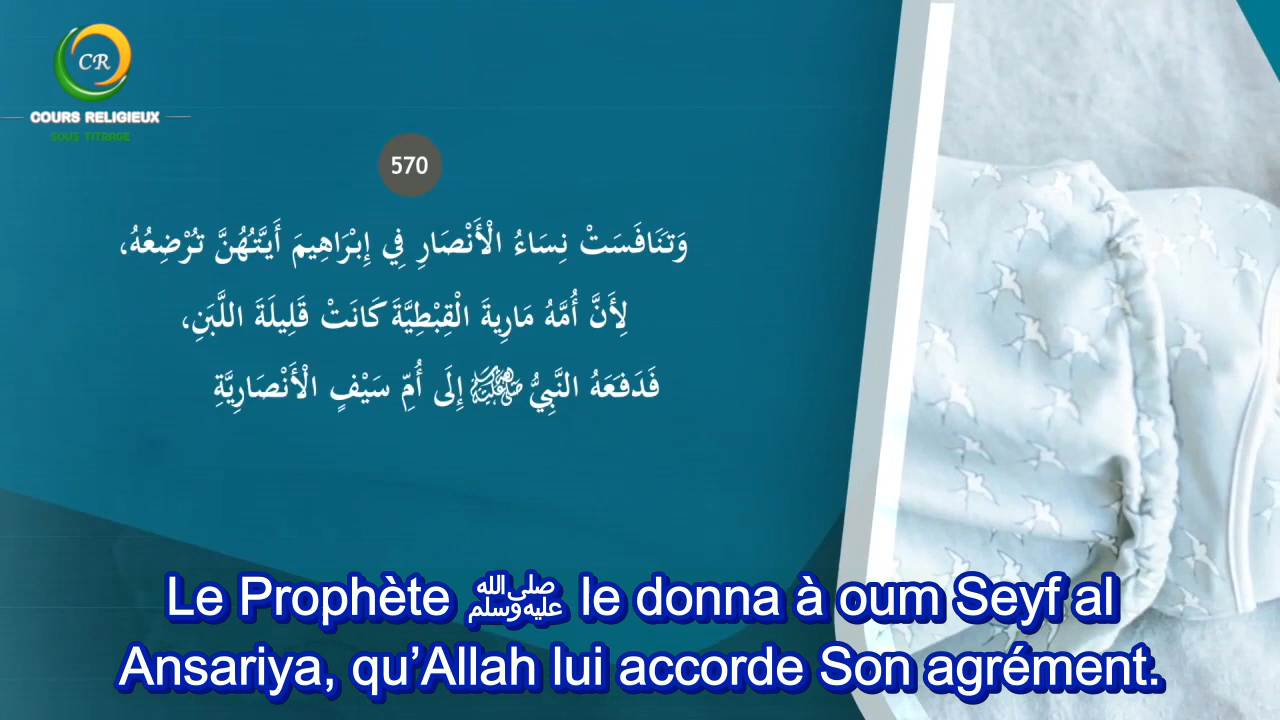 CR
COURS RELIGIEUX
SOUS TITRAGE
570
وَتَنَافَسَتْ نِسَاءُ الْأَنْصَارِ فِي إِبْرَاهِيمَ أَيَّتُهُنَّ تُرْضِعُهُ،
لِأَنَّ أُمَّهُ مَارِيةَ الْقِبْطِيَّةَ كَانَتْ قَلِيلَةَ اللَّبَنِ،
فَدَفَعَهُ النَّبِيُّ ﷺ إِلَى أُمِّ سَيْفٍ الْأَنْصَارِيَّةِ
Le Prophète ﷺ le donna à oum Seyf al
Ansariya, qu’Allah lui accorde Son agrément.